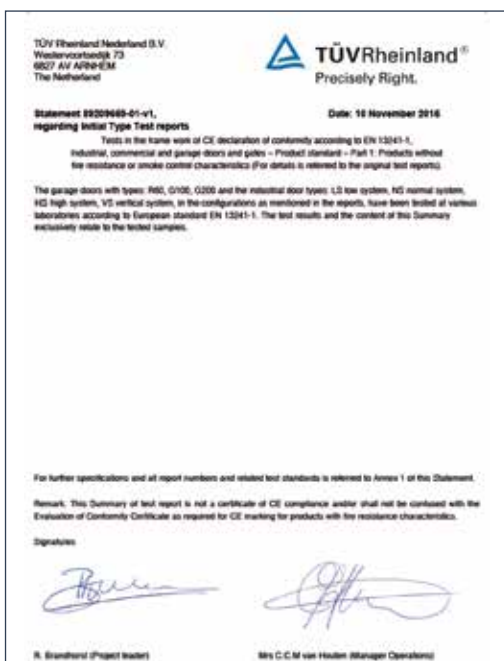 TÜV Rheinland Nederland B.V.
Westervoortsedijk 73
6827 AV ARNHEM
The Netherland
TÜVRheinland®
Precisely Right.
Statement 89209669-01-v1,
regarding Initial Type Test reports
Date: 10 November 2016
Tests in the frame work of CE declaration of conformity according to EN 13241-1,
Industrial, commercial and garage doors and gates – Product standard – Part 1: Products without
fire resistance or smoke control characteristics (For details is referred to the original test reports).
The garage doors with types: R60, G100, G200 and the industrial door types: LS low system, NS normal system,
HS high system, VS vertical system, in the configurations as mentioned in the reports, have been tested at various
laboratories according to European standard EN 13241-1. The test results and the content of this Summary
exclusively relate to the tested samples.
For further specifications and all report numbers and related test standards is referred to Annex 1 of this Statement.
Remark: This Summary of test report is not a certificate of CE compliance and/or shall not be confused with the
Evaluation of Conformity Certificate as required for CE marking for products with fire resistance characteristics.
Signatures
R. Brandhorst (Project leader)
Mrs C.C.M van Houten (Manager Operations)